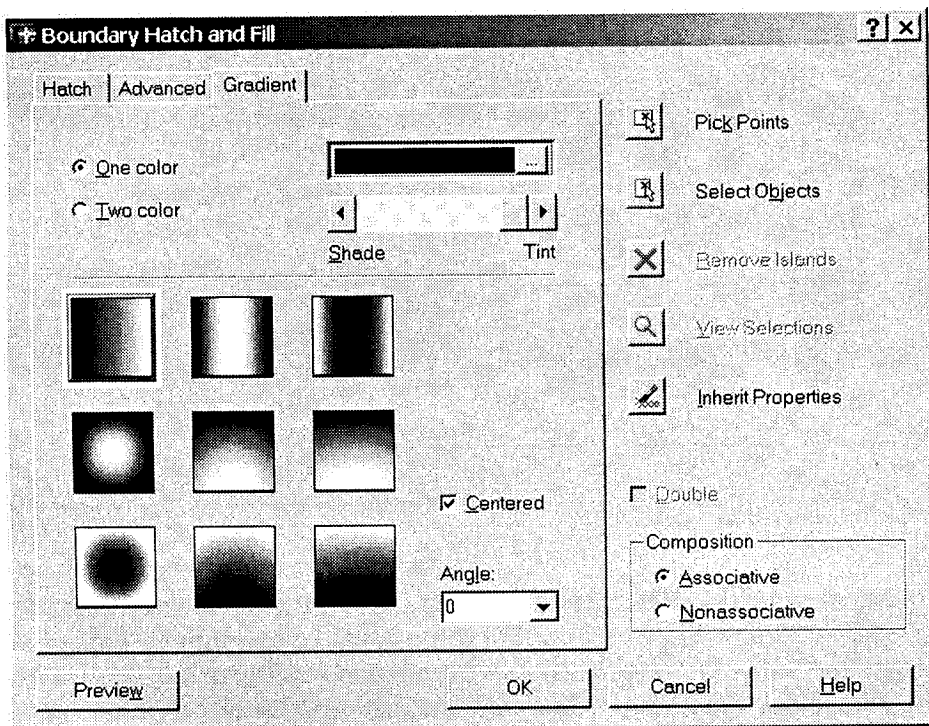 Boundary Hatch and Fill
Hatch Advanced Gradient
One color
Two color
...
Shade Tint
Centered
Angle:
0
Pick Points
Select Objects
Remove Islands
View Selections
Inherit Properties
Double
Composition
Associative
Nonassociative
Preview OK Cancel Help